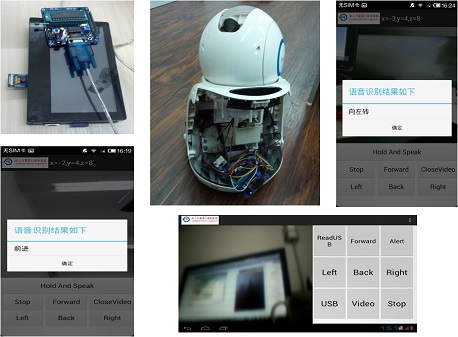 无SIM卡 16:24
x=-3,y=4,z=8
语音识别结果如下
向左转
确定
Hold And Speak
Stop Forward CloseVideo
Left Back Right
无SIM卡 16:19
x=-2,y=4,z=8
语音识别结果如下
前进
确定
Hold And Speak
Stop Forward CloseVideo
Left Back Right
ReadUS
B Forward Alert
Left Back Right
USB Video Stop